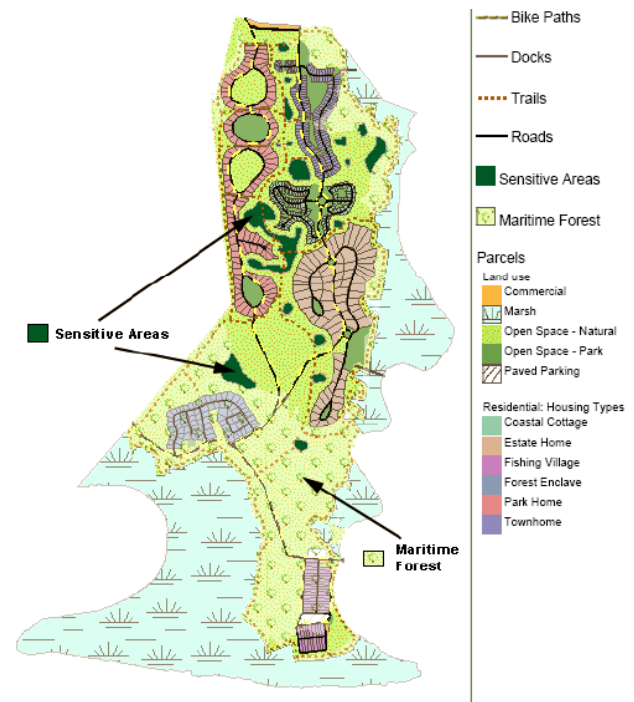 Bike Paths
Docks
Trails
Roads
Sensitive Areas
Maritime Forest
Parcels
Land use
Commercial
Marsh
Open Space - Natural
Open Space - Park
Paved Parking
Residential: Housing Types
Coastal Cottage
Estate Home
Fishing Village
Forest Enclave
Park Home
Townhome
Sensitive Areas
Maritime
Forest